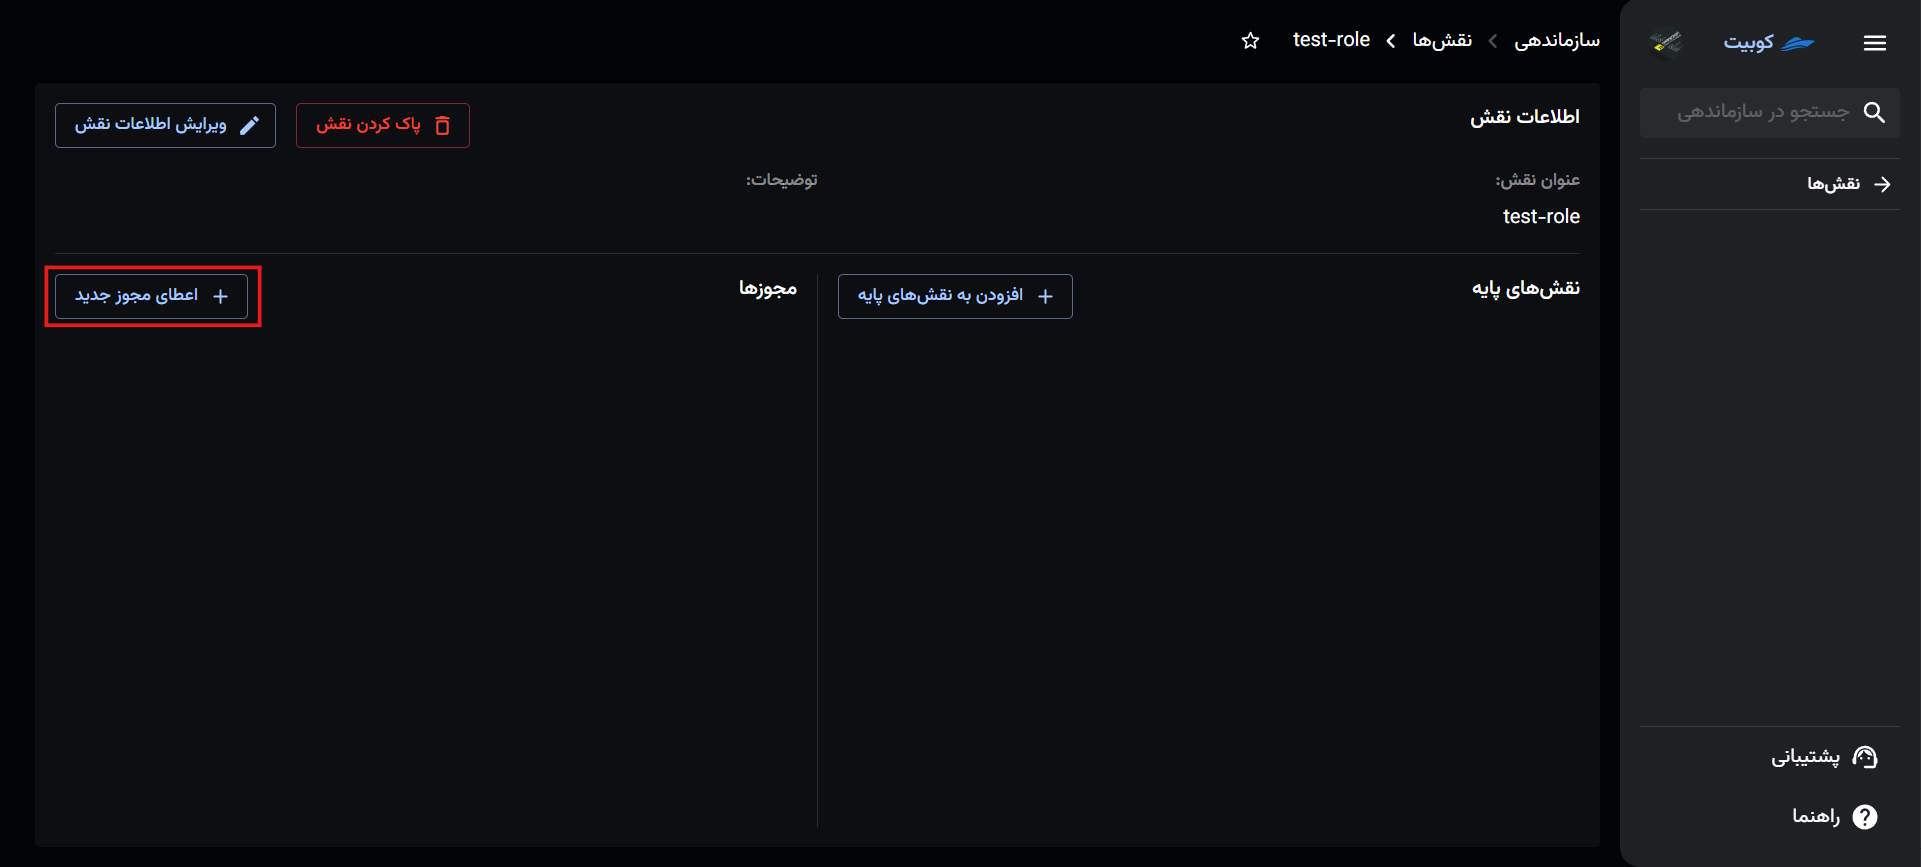 کوبیت
جستجو در سازماندهی
نقش‌ها
پشتیبانی
راهنما
سازماندهی
نقش‌ها
test-role
اطلاعات نقش
پاک کردن نقش
ویرایش اطلاعات نقش
عنوان نقش:
test-role
توضیحات:
نقش‌های پایه
افزودن به نقش‌های پایه
مجوزها
اعطای مجوز جدید